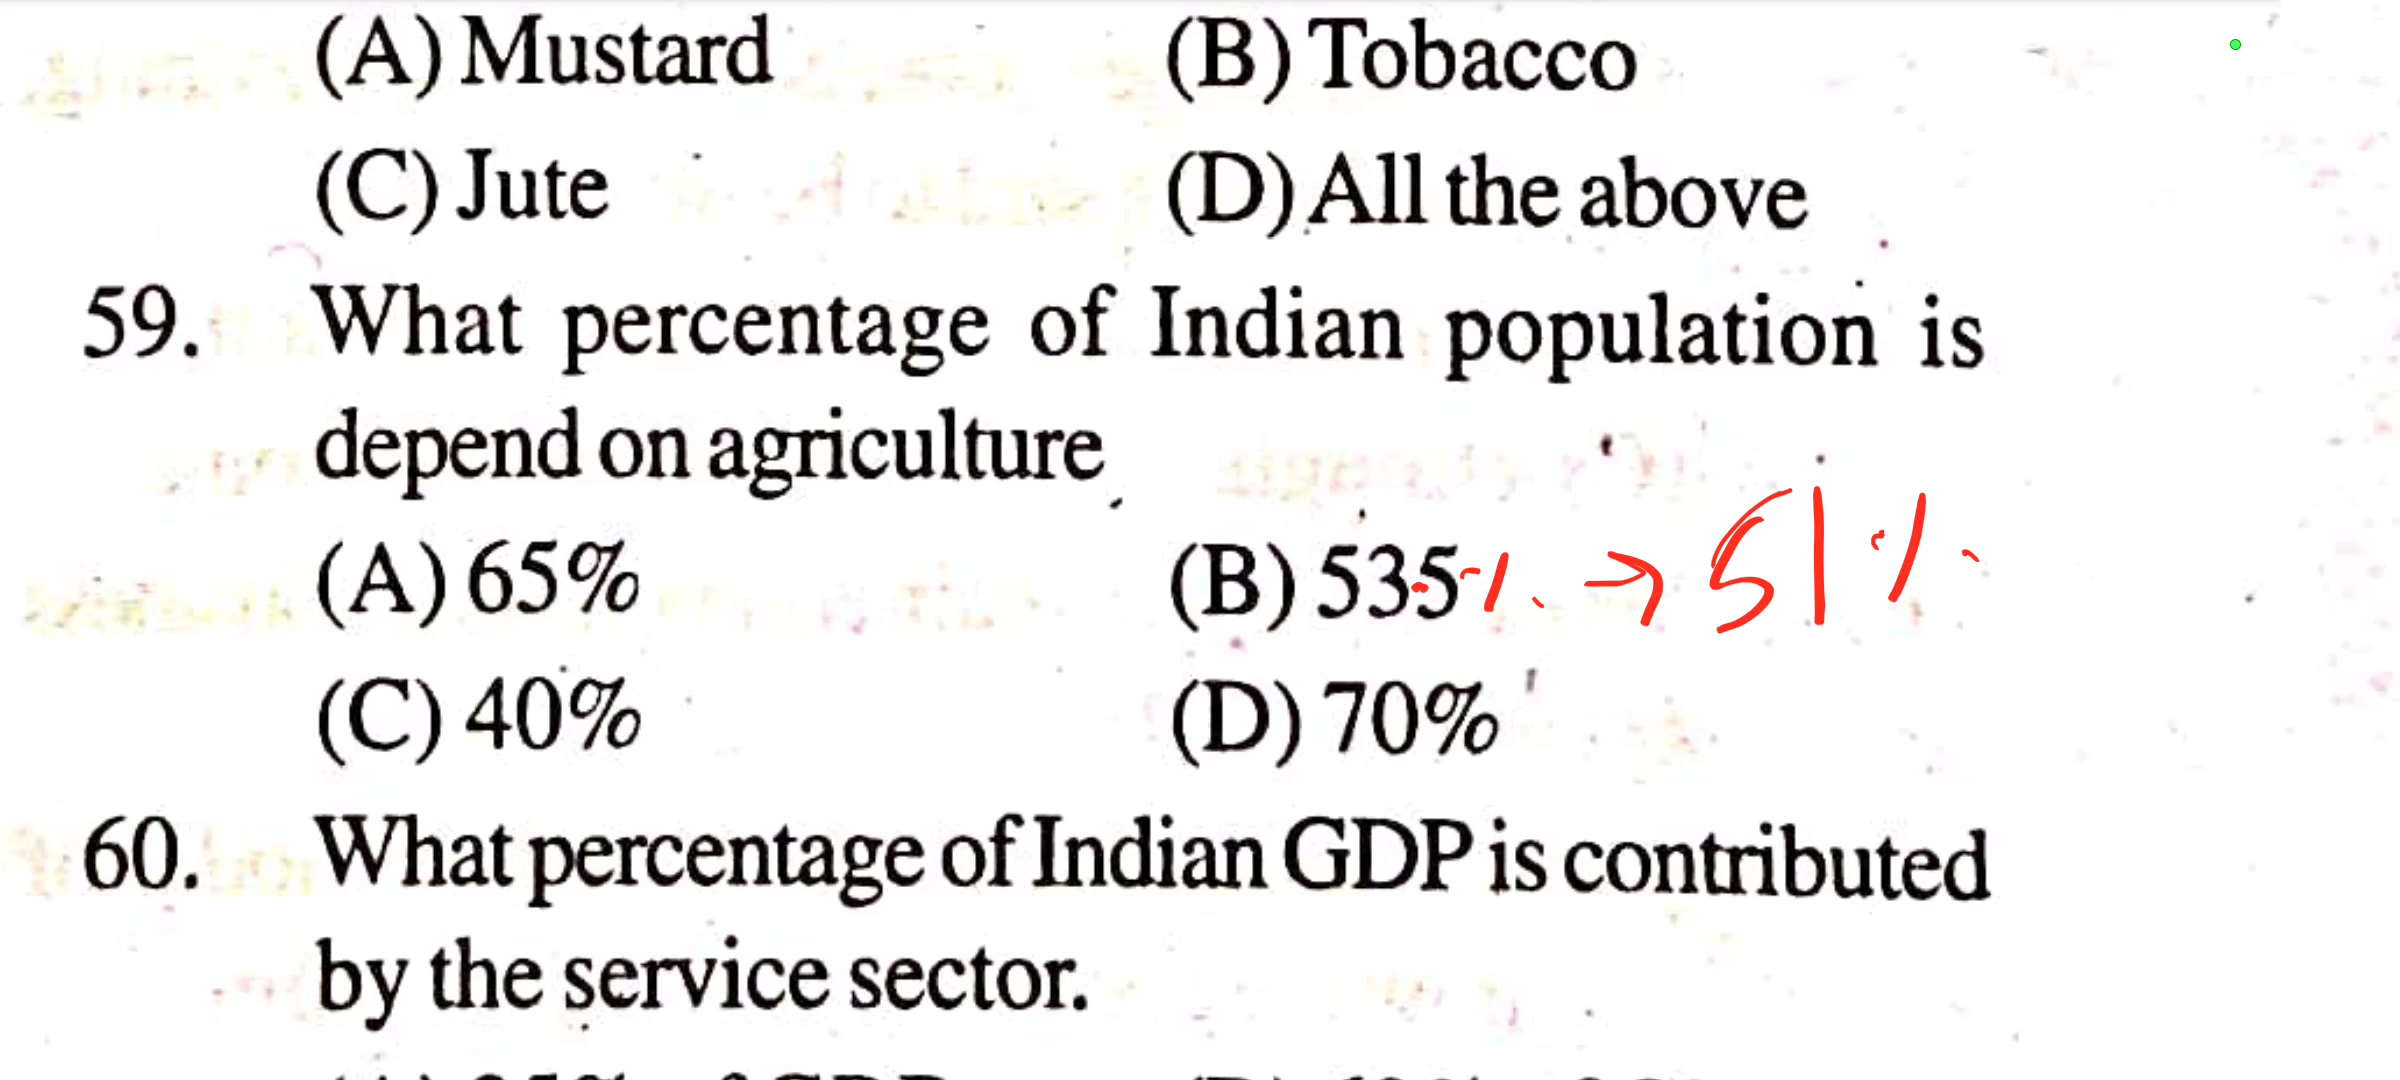 (A) Mustard (B) Tobacco
(C) Jute (D) All the above
59. What percentage of Indian population is
depend on agriculture
(A) 65% (B) 53.5% → 51%
(C) 40% (D) 70%
60. What percentage of Indian GDP is contributed
by the service sector.